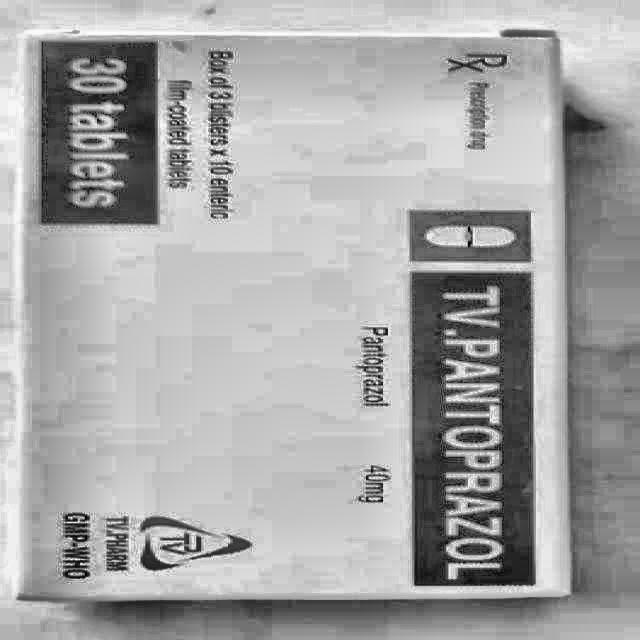 Rx Prescription drug
TV.PANTOPRAZOL
Pantoprazol 40mg
Box of 3 blisters x 10 enteric
film-coated tablets
30 tablets
TV
TV.PHARM
GMP-WHO